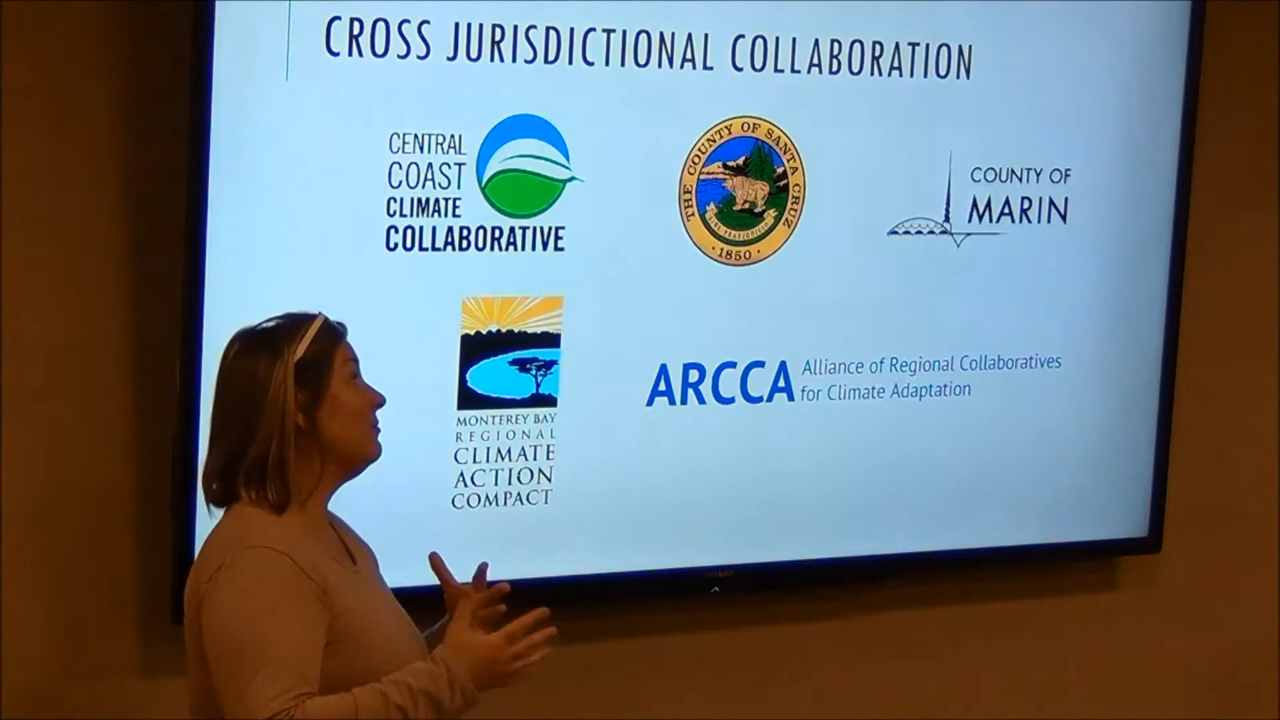 CROSS JURISDICTIONAL COLLABORATION
CENTRAL
COAST
CLIMATE
COLLABORATIVE
THE COUNTY OF SANTA CRUZ
1850
COUNTY OF
MARIN
MONTEREY BAY
REGIONAL
CLIMATE
ACTION
COMPACT
ARCCA
Alliance of Regional Collaboratives
for Climate Adaptation